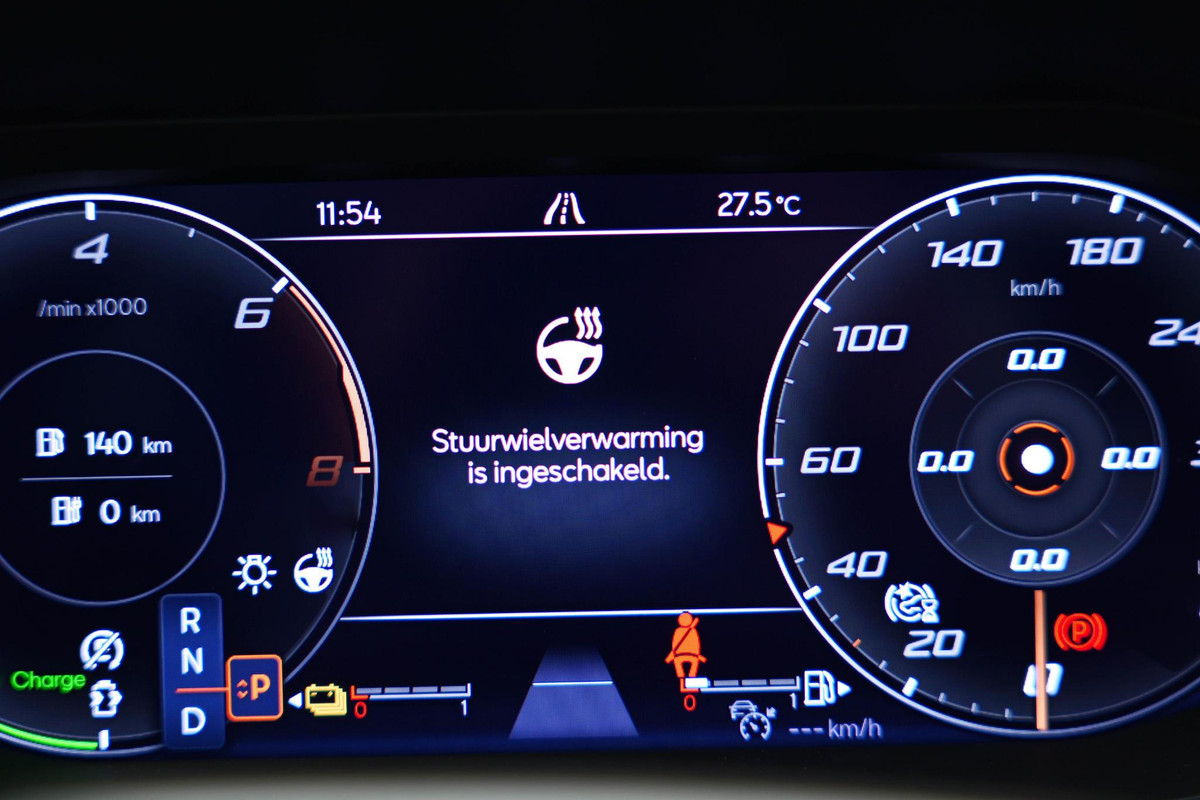 11:54
27.5°C
4
/min x1000
6
8
140 km
0 km
Stuurwielverwarming
is ingeschakeld.
140
180
km/h
100
60
40
20
0.0
0.0
0.0
0.0
R
N
P
D
Charge
0
1
0
1
--- km/h
P